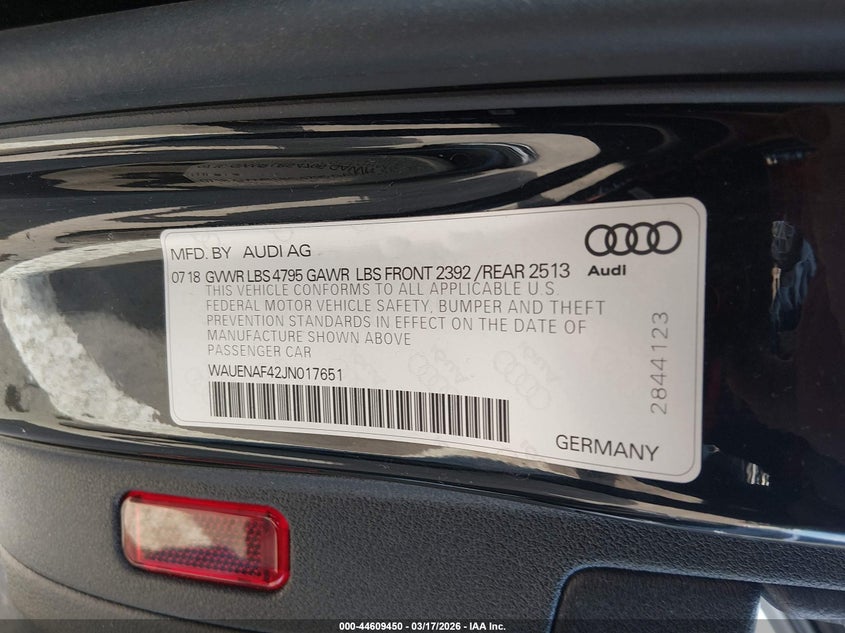 MFD. BY AUDI AG
07 18 GVWR LBS 4795 GAWR LBS FRONT 2392 /REAR 2513
THIS VEHICLE CONFORMS TO ALL APPLICABLE U.S.
FEDERAL MOTOR VEHICLE SAFETY, BUMPER AND THEFT
PREVENTION STANDARDS IN EFFECT ON THE DATE OF
MANUFACTURE SHOWN ABOVE
PASSENGER CAR
WAUENAF42JN017651
Audi
2844123
GERMANY
000-44609450 - 03/17/2026 - IAA Inc.